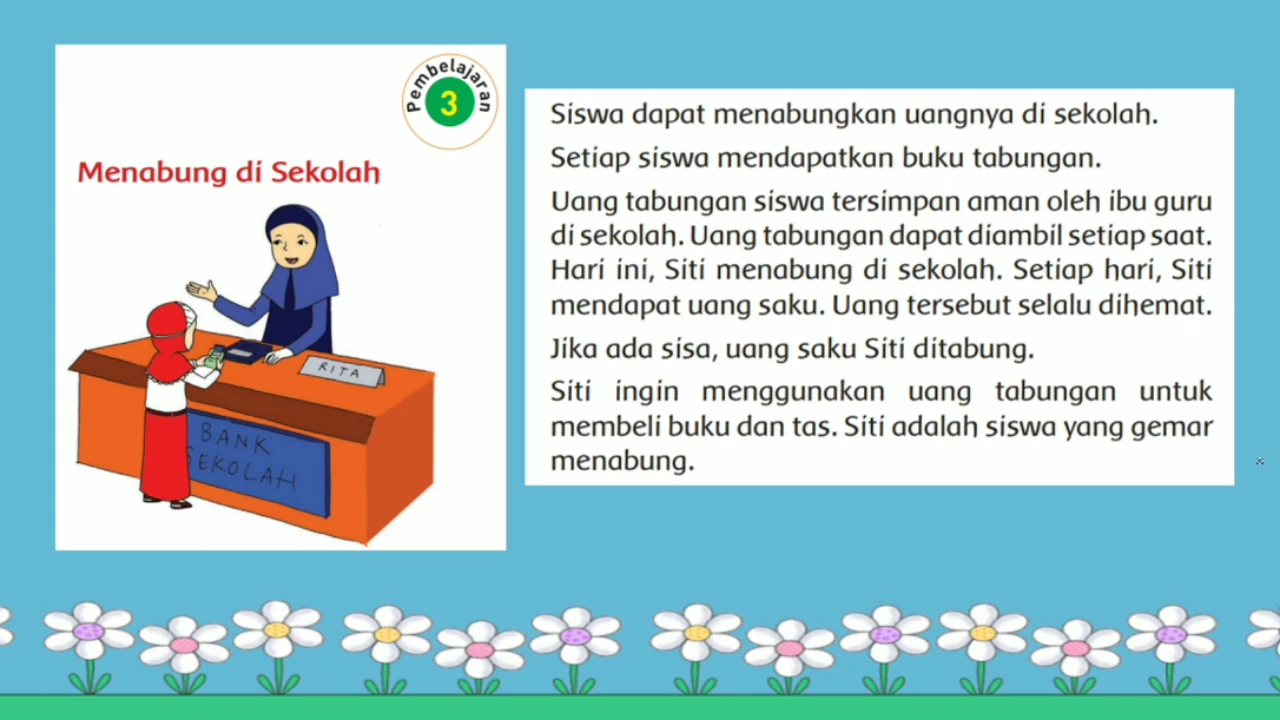 Pembelajaran
3
Menabung di Sekolah
RITA
BANK
SEKOLAH
Siswa dapat menabungkan uangnya di sekolah.
Setiap siswa mendapatkan buku tabungan.
Uang tabungan siswa tersimpan aman oleh ibu guru
di sekolah. Uang tabungan dapat diambil setiap saat.
Hari ini, Siti menabung di sekolah. Setiap hari, Siti
mendapat uang saku. Uang tersebut selalu dihemat.
Jika ada sisa, uang saku Siti ditabung.
Siti ingin menggunakan uang tabungan untuk
membeli buku dan tas. Siti adalah siswa yang gemar
menabung.